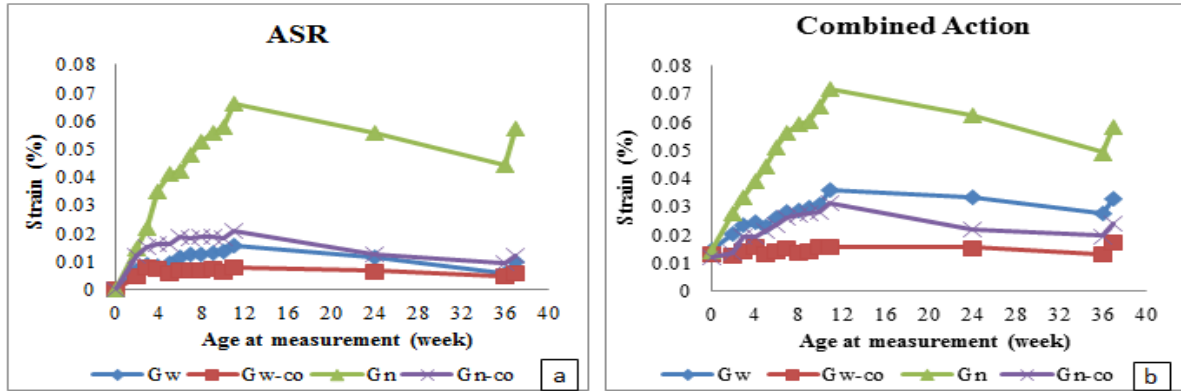 ASR
0.08
0.07
0.06
0.05
0.04
0.03
0.02
0.01
0
Strain (%)
0 4 8 12 16 20 24 28 32 36 40
Age at measurement (week)
Gw Gw-co Gn Gn-co
a
Combined Action
0.08
0.07
0.06
0.05
0.04
0.03
0.02
0.01
0
Strain (%)
0 4 8 12 16 20 24 28 32 36 40
Age at measurement (week)
Gw Gw-co Gn Gn-co
b